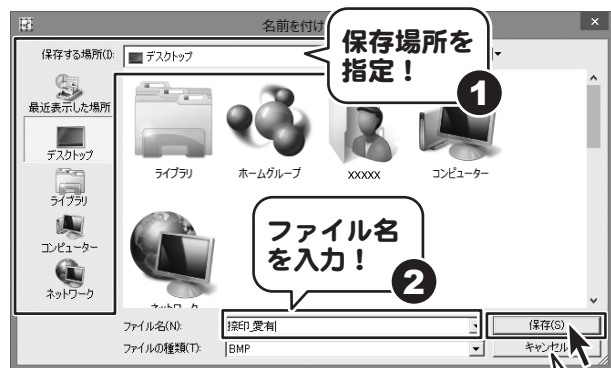 名前を付け
保存する場所(I):
デスクトップ
保存場所を
指定！
1
最近表示した場所
デスクトップ
ライブラリ
コンピューター
ネットワーク
ライブラリ
ホームグループ
xxxxx
コンピューター
ファイル名
を入力！
2
ファイル名(N):
捺印_愛有
保存(S)
ファイルの種類(T):
BMP
キャンセル